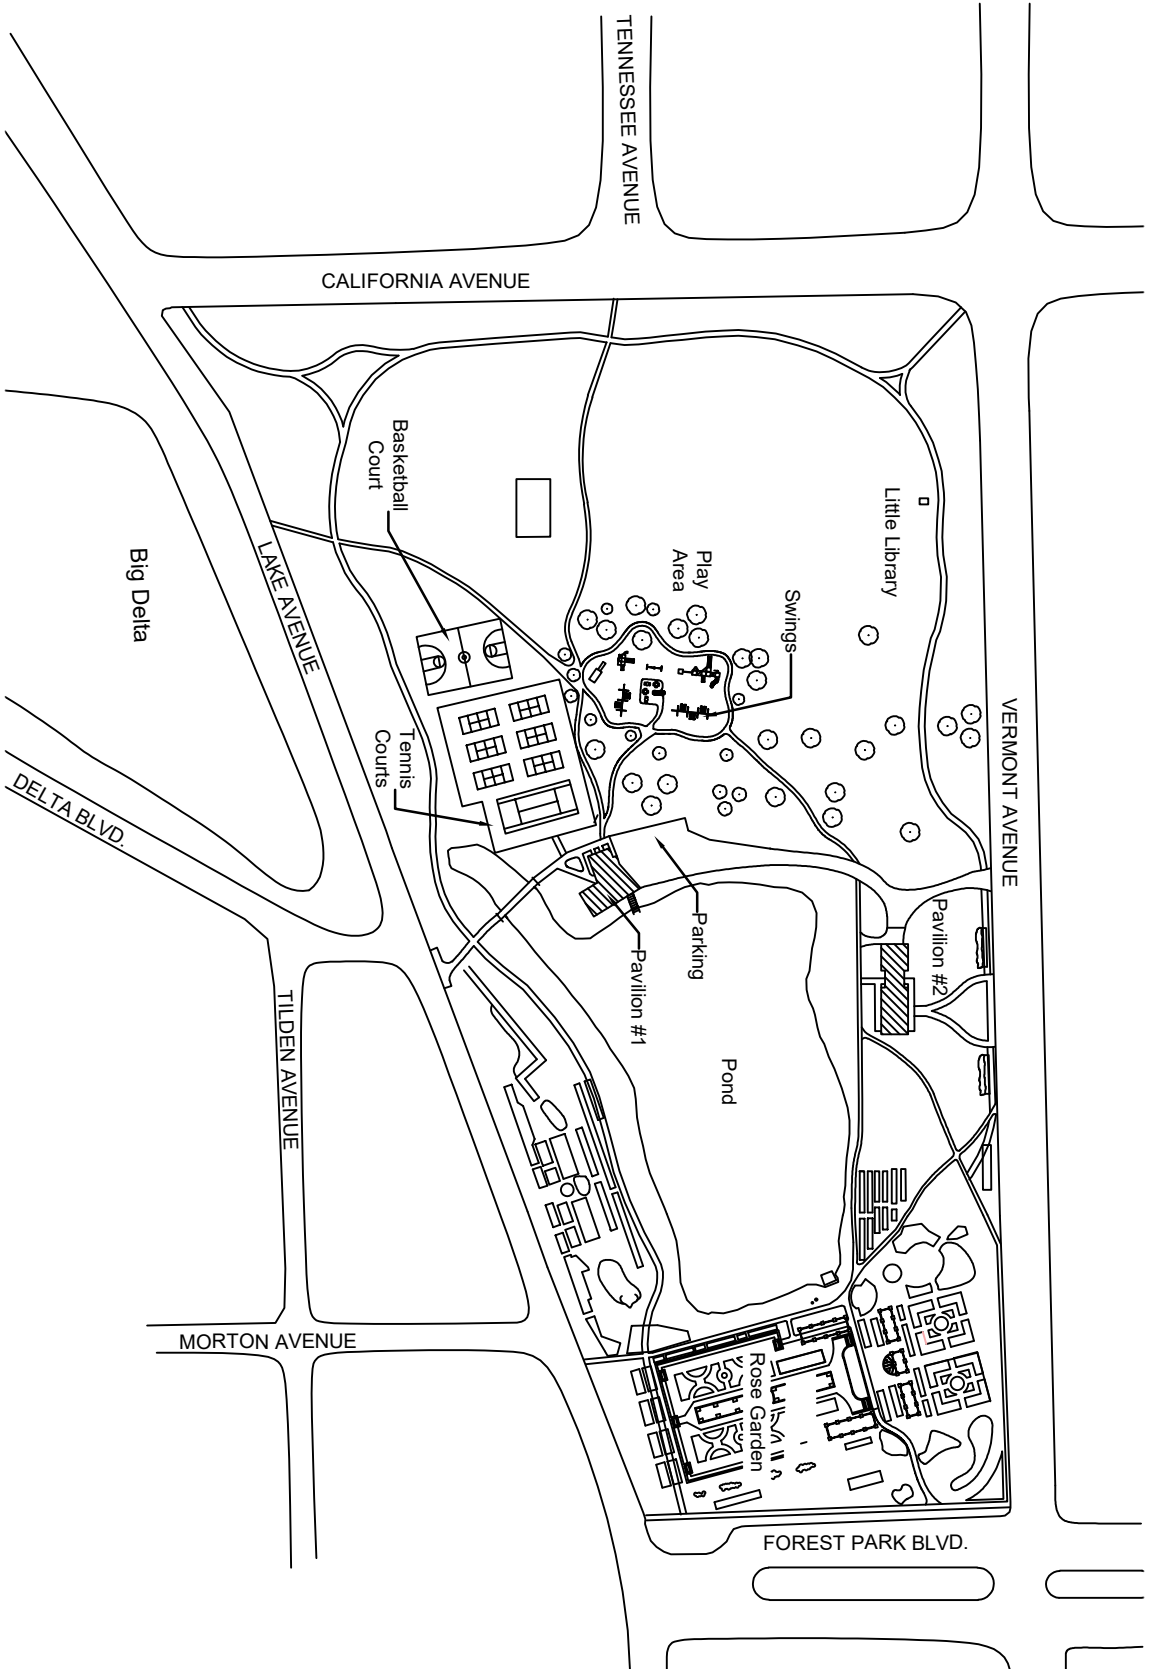 TENNESSEE AVENUE
CALIFORNIA AVENUE
Basketball
Court
Little Library
Play
Area
Swings
Big Delta
LAKE AVENUE
VERMONT AVENUE
Tennis
Courts
DELTA BLVD.
Parking
Pavilion #2
Pavilion #1
TILDEN AVENUE
Pond
MORTON AVENUE
Rose Garden
FOREST PARK BLVD.